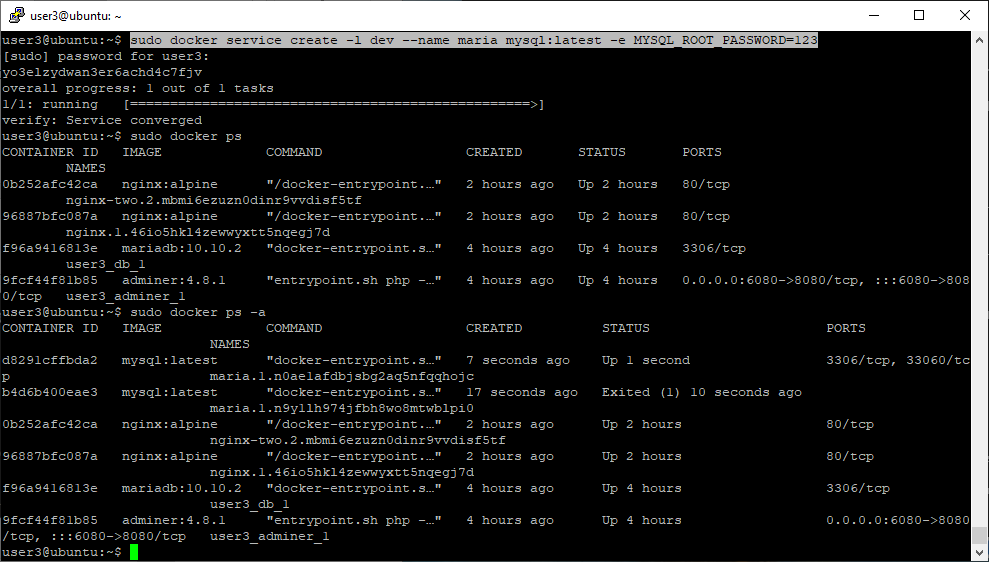 user3@ubuntu: ~
user3@ubuntu:~$ sudo docker service create -l dev --name maria mysql:latest -e MYSQL_ROOT_PASSWORD=123
[sudo] password for user3:
yo3elzydwan3er6achd4c7fjv
overall progress: 1 out of 1 tasks
1/1: running   [==================================================>]
verify: Service converged
user3@ubuntu:~$ sudo docker ps
CONTAINER ID   IMAGE             COMMAND                  CREATED       STATUS       PORTS
        NAMES
0b252afc42ca   nginx:alpine      "/docker-entrypoint.…"   2 hours ago   Up 2 hours   80/tcp
        nginx-two.2.mbmi6ezuzn0dinr9vvdisf5tf
96887bfc087a   nginx:alpine      "/docker-entrypoint.…"   2 hours ago   Up 2 hours   80/tcp
        nginx.1.46io5hkl4zewwyxtt5nqegj7d
f96a9416813e   mariadb:10.10.2   "docker-entrypoint.s…"   4 hours ago   Up 4 hours   3306/tcp
        user3_db_1
9fcf44f81b85   adminer:4.8.1     "entrypoint.sh php -…"   4 hours ago   Up 4 hours   0.0.0.0:6080->8080/tcp, :::6080->808
0/tcp   user3_adminer_1
user3@ubuntu:~$ sudo docker ps -a
CONTAINER ID   IMAGE             COMMAND                  CREATED          STATUS                      PORTS
                          NAMES
d8291cffbda2   mysql:latest      "docker-entrypoint.s…"   7 seconds ago    Up 1 second                 3306/tcp, 33060/tc
p                         maria.1.n0ae1afdbjsbg2aq5nfqqhojc
b4d6b400eae3   mysql:latest      "docker-entrypoint.s…"   17 seconds ago   Exited (1) 10 seconds ago
                          maria.1.n9yl1h974jfbh8wo8mtwblpi0
0b252afc42ca   nginx:alpine      "/docker-entrypoint.…"   2 hours ago      Up 2 hours                  80/tcp
                          nginx-two.2.mbmi6ezuzn0dinr9vvdisf5tf
96887bfc087a   nginx:alpine      "/docker-entrypoint.…"   2 hours ago      Up 2 hours                  80/tcp
                          nginx.1.46io5hkl4zewwyxtt5nqegj7d
f96a9416813e   mariadb:10.10.2   "docker-entrypoint.s…"   4 hours ago      Up 4 hours                  3306/tcp
                          user3_db_1
9fcf44f81b85   adminer:4.8.1     "entrypoint.sh php -…"   4 hours ago      Up 4 hours                  0.0.0.0:6080->8080
/tcp, :::6080->8080/tcp   user3_adminer_1
user3@ubuntu:~$